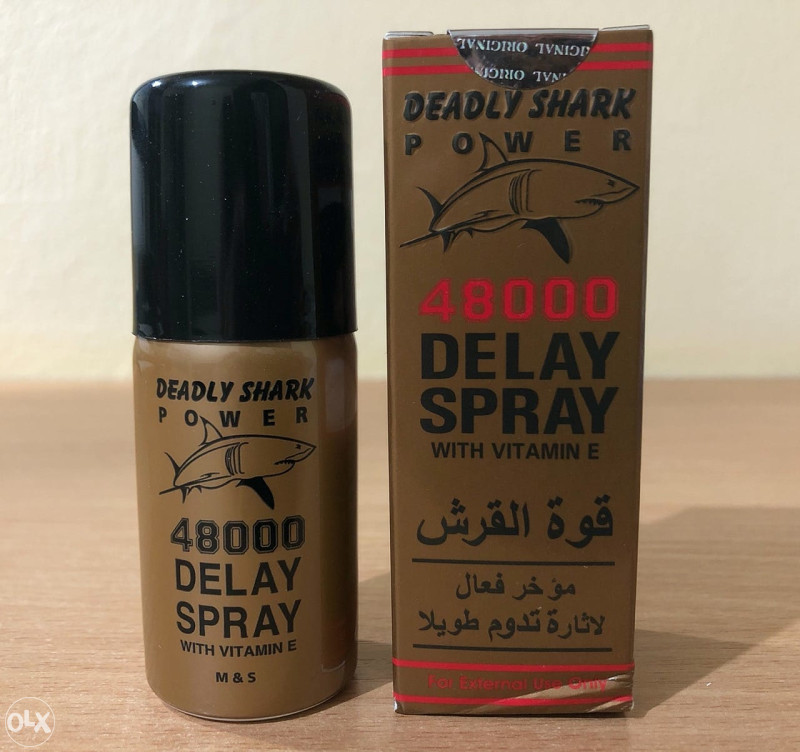 DEADLY SHARK
POWER
48000
DELAY
SPRAY
WITH VITAMIN E
M & S
ORIGINAL ORIGINAL
ORIGINAL
DEADLY SHARK
POWER
48000
DELAY
SPRAY
WITH VITAMIN E
قوة القرش
مؤخر فعال
لاثارة تدوم طويلا
For External Use Only
OLX